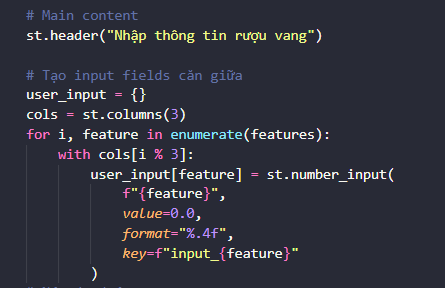 # Main content
st.header("Nhập thông tin rượu vang")
# Tạo input fields căn giữa
user_input = {}
cols = st.columns(3)
for i, feature in enumerate(features):
with cols[i % 3]:
user_input[feature] = st.number_input(
f"{feature}",
value=0.0,
format="%.4f",
key=f"input_{feature}"
)